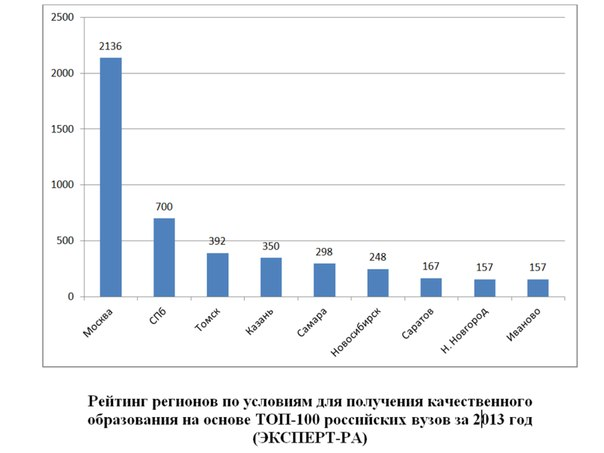 2500
2136
2000
1500
1000
700
500
392
350
298
248
167
157
157
0
Москва
СПб
Томск
Казань
Самара
Новосибирск
Саратов
Н. Новгород
Иваново
Рейтинг регионов по условиям для получения качественного
образования на основе ТОП-100 российских вузов за 2013 год
(ЭКСПЕРТ-РА)